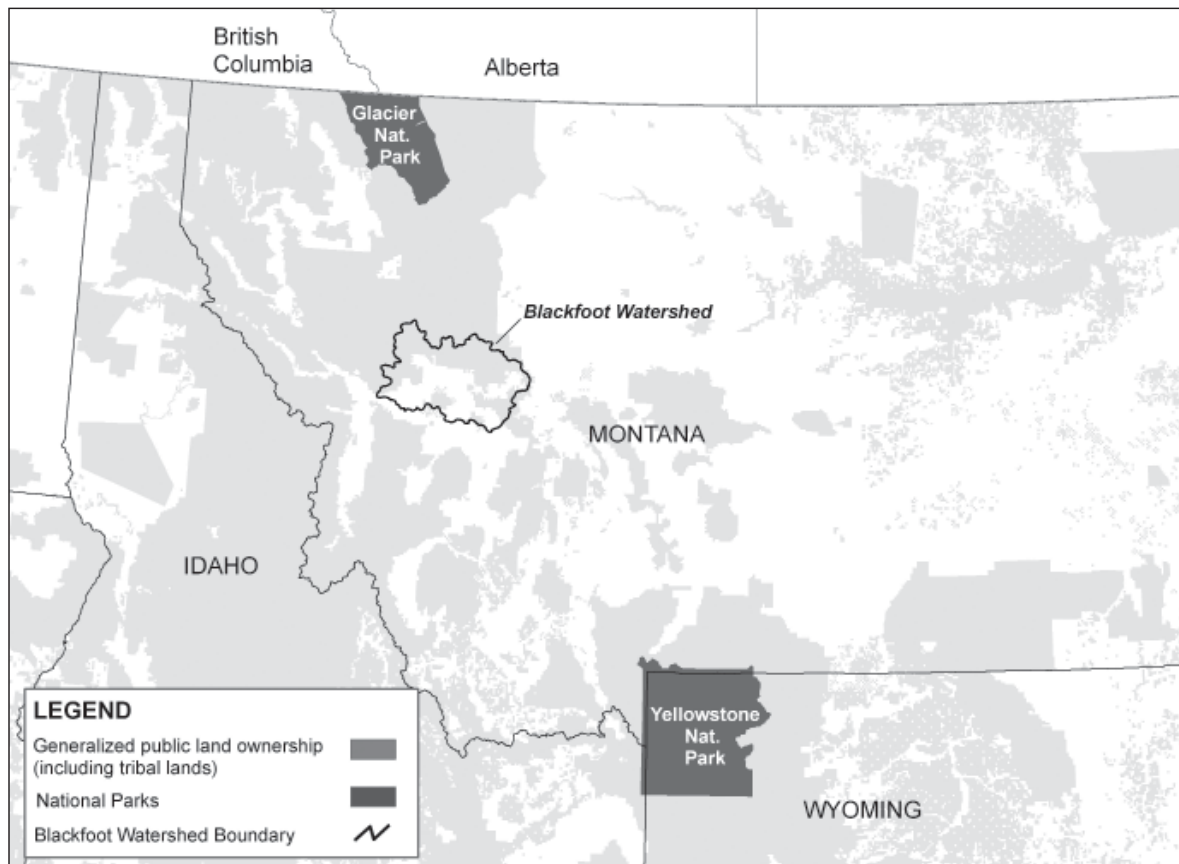 British
Columbia
Alberta
Glacier
Nat.
Park
Blackfoot Watershed
MONTANA
IDAHO
Yellowstone
Nat.
Park
WYOMING
LEGEND
Generalized public land ownership
(including tribal lands)
National Parks
Blackfoot Watershed Boundary